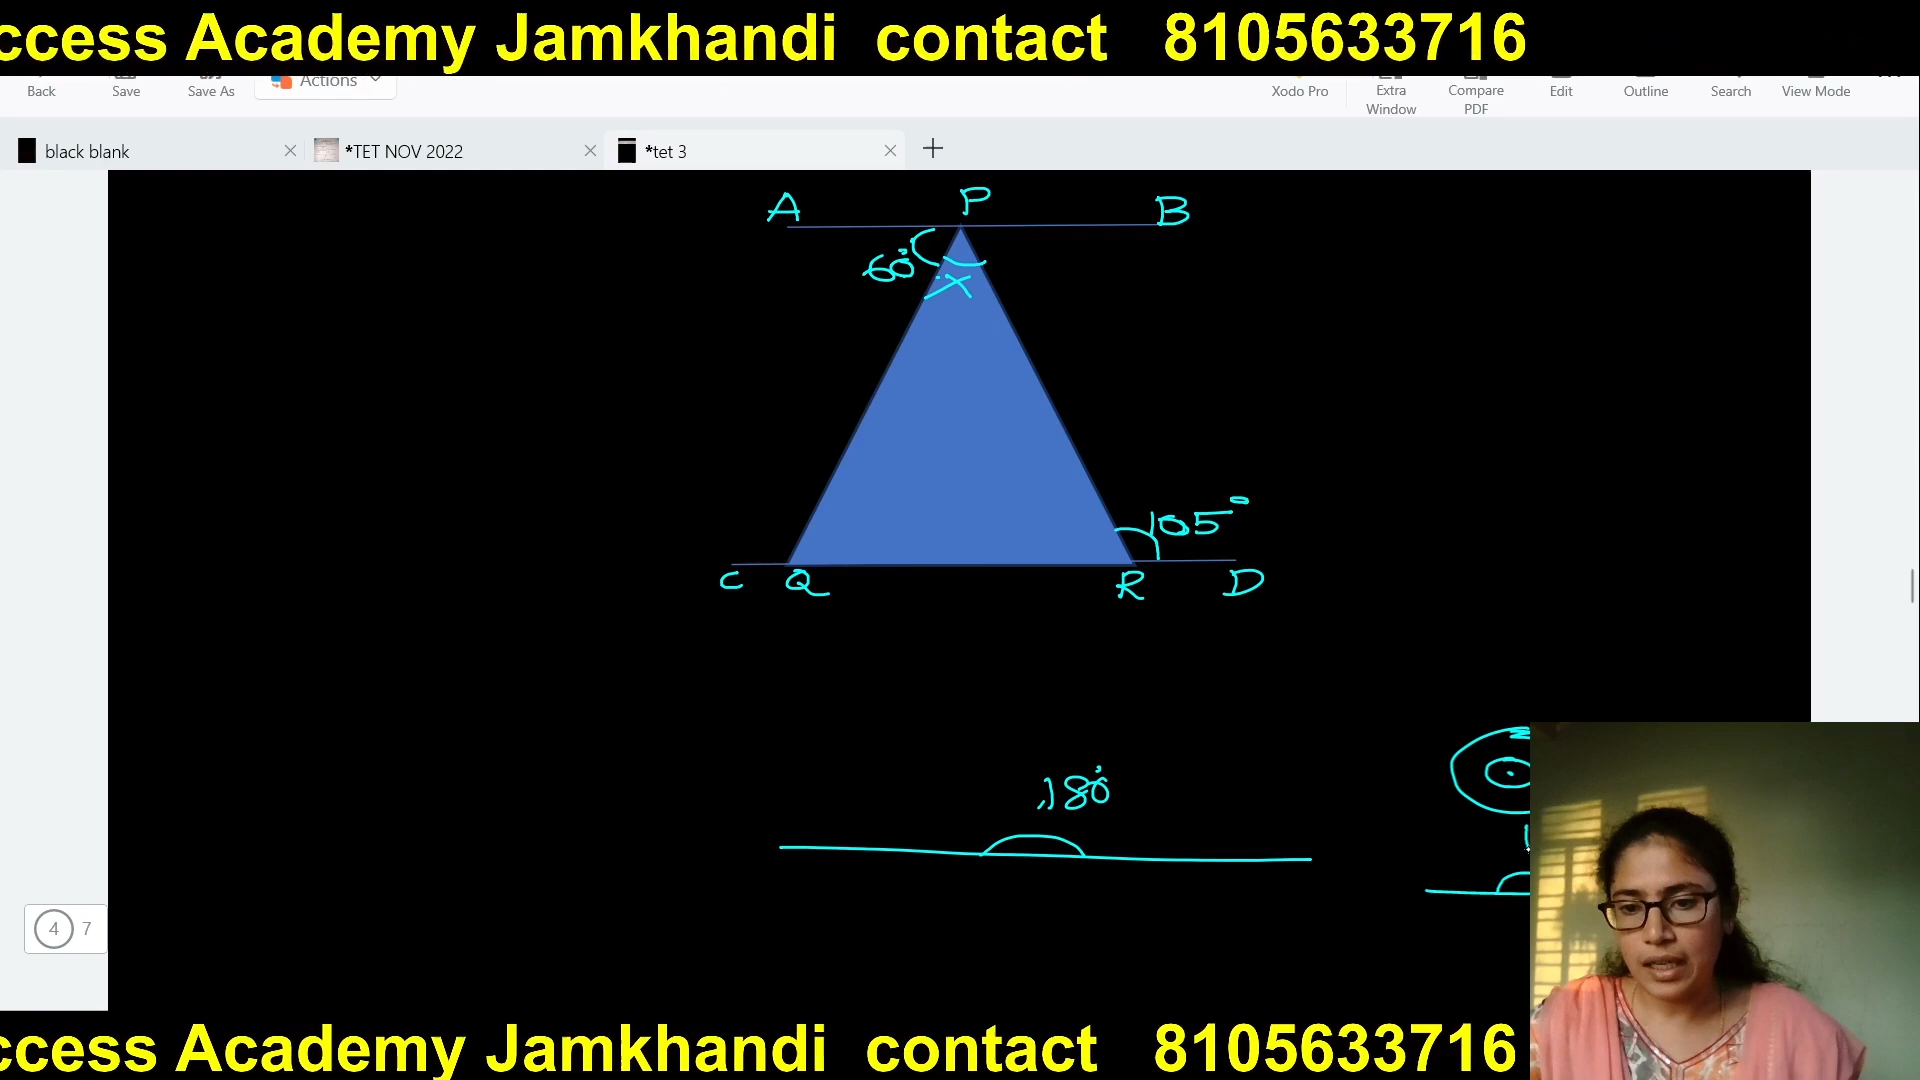 ccess Academy Jamkhandi contact 8105633716
Back Save Save As Actions Xodo Pro Extra Window Compare PDF Edit Outline Search View Mode
black blank *TET NOV 2022 *tet 3
A P B
60°
x
105°
C Q R D
180°
4 7
ccess Academy Jamkhandi contact 8105633716